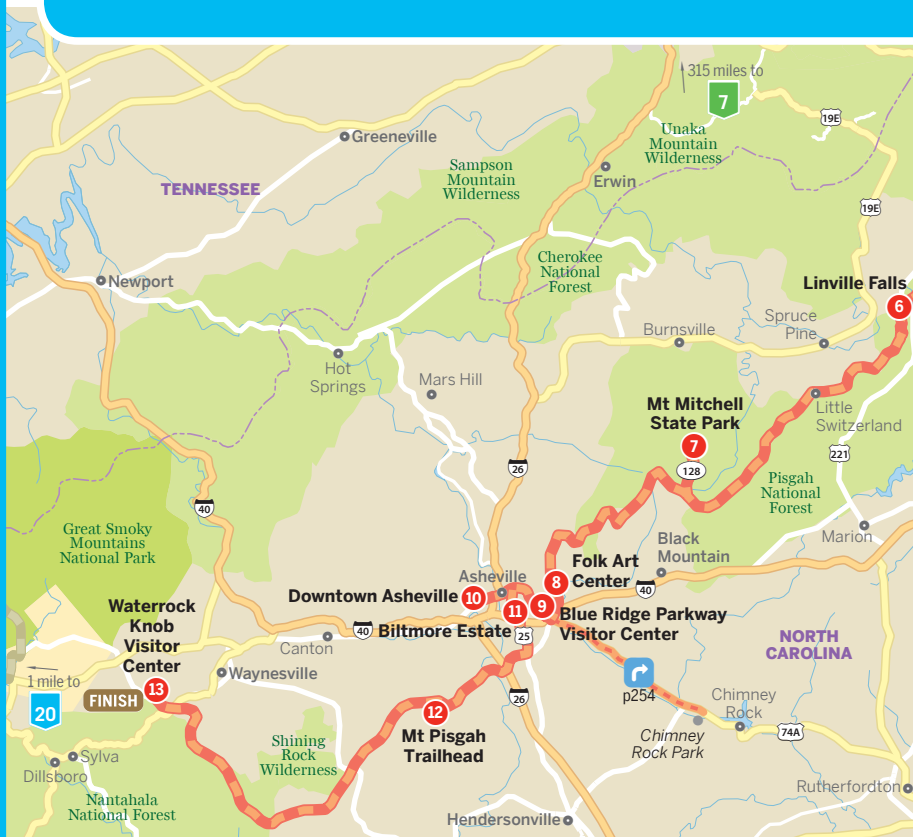 315 miles to
7
19E
Greeneville
Unaka
Mountain
Wilderness
Sampson
Mountain
Wilderness
Erwin
TENNESSEE
19E
Cherokee
National
Forest
Newport
Linville Falls
6
Spruce
Pine
Burnsville
Hot
Springs
Mars Hill
Mt Mitchell
State Park
7
Little
Switzerland
128
221
26
Pisgah
National
Forest
40
Marion
Great Smoky
Mountains
National Park
Black
Mountain
Folk Art
Center
8
Asheville
40
Downtown Asheville
10
11
9
Blue Ridge Parkway
Visitor Center
Waterrock
Knob
Visitor
Center
40
Biltmore Estate
25
Canton
NORTH
CAROLINA
1 mile to
20
FINISH
13
Waynesville
p254
26
12
Mt Pisgah
Trailhead
Chimney
Rock
Chimney
Rock Park
74A
Shining
Rock
Wilderness
Sylva
Dillsboro
Rutherfordton
Nantahala
National Forest
Hendersonville